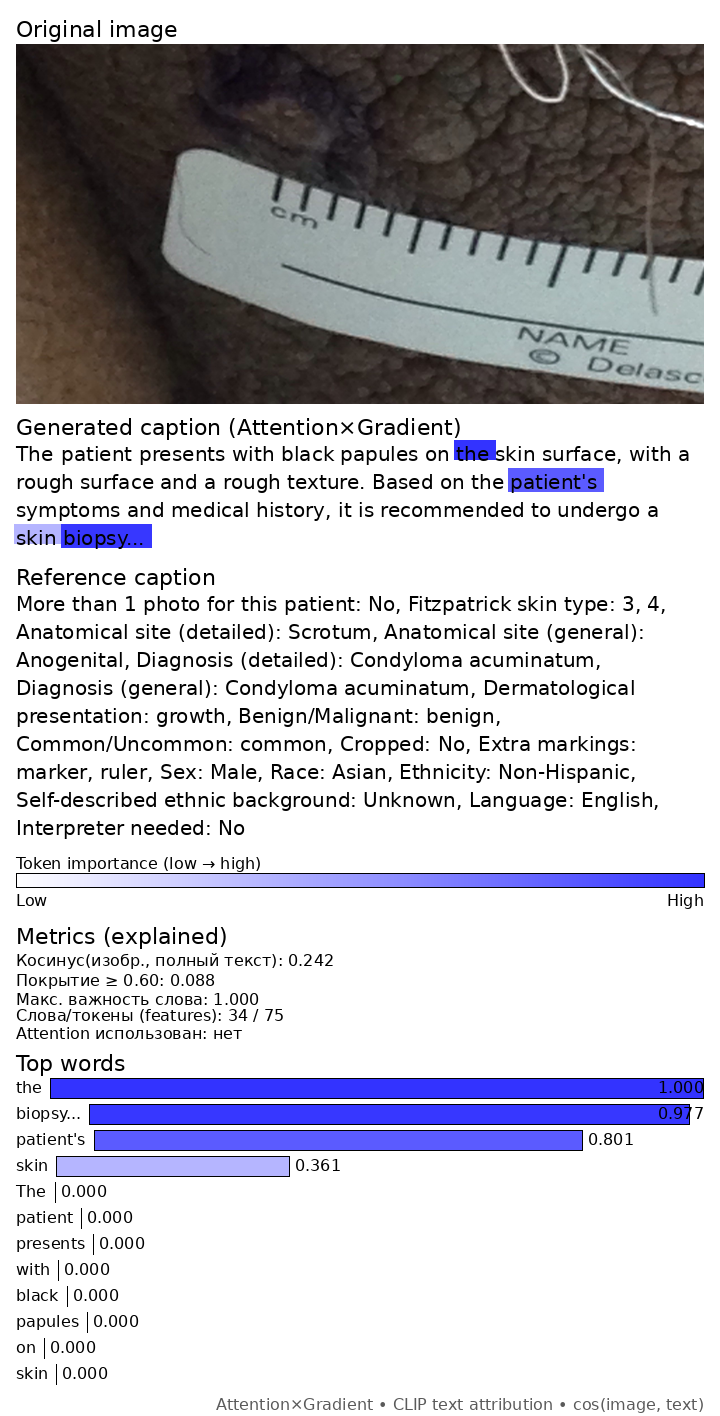 Original image
cm
NAME
© Delasc
Generated caption (Attention×Gradient)
The patient presents with black papules on the skin surface, with a
rough surface and a rough texture. Based on the patient's
symptoms and medical history, it is recommended to undergo a
skin biopsy...
Reference caption
More than 1 photo for this patient: No, Fitzpatrick skin type: 3, 4,
Anatomical site (detailed): Scrotum, Anatomical site (general):
Anogenital, Diagnosis (detailed): Condyloma acuminatum,
Diagnosis (general): Condyloma acuminatum, Dermatological
presentation: growth, Benign/Malignant: benign,
Common/Uncommon: common, Cropped: No, Extra markings:
marker, ruler, Sex: Male, Race: Asian, Ethnicity: Non-Hispanic,
Self-described ethnic background: Unknown, Language: English,
Interpreter needed: No
Token importance (low → high)
Low High
Metrics (explained)
Косинус(изобр., полный текст): 0.242
Покрытие ≥ 0.60: 0.088
Макс. важность слова: 1.000
Слова/токены (features): 34 / 75
Attention использован: нет
Top words
the 1.000
biopsy... 0.977
patient's 0.801
skin 0.361
The 0.000
patient 0.000
presents 0.000
with 0.000
black 0.000
papules 0.000
on 0.000
skin 0.000
Attention×Gradient • CLIP text attribution • cos(image, text)